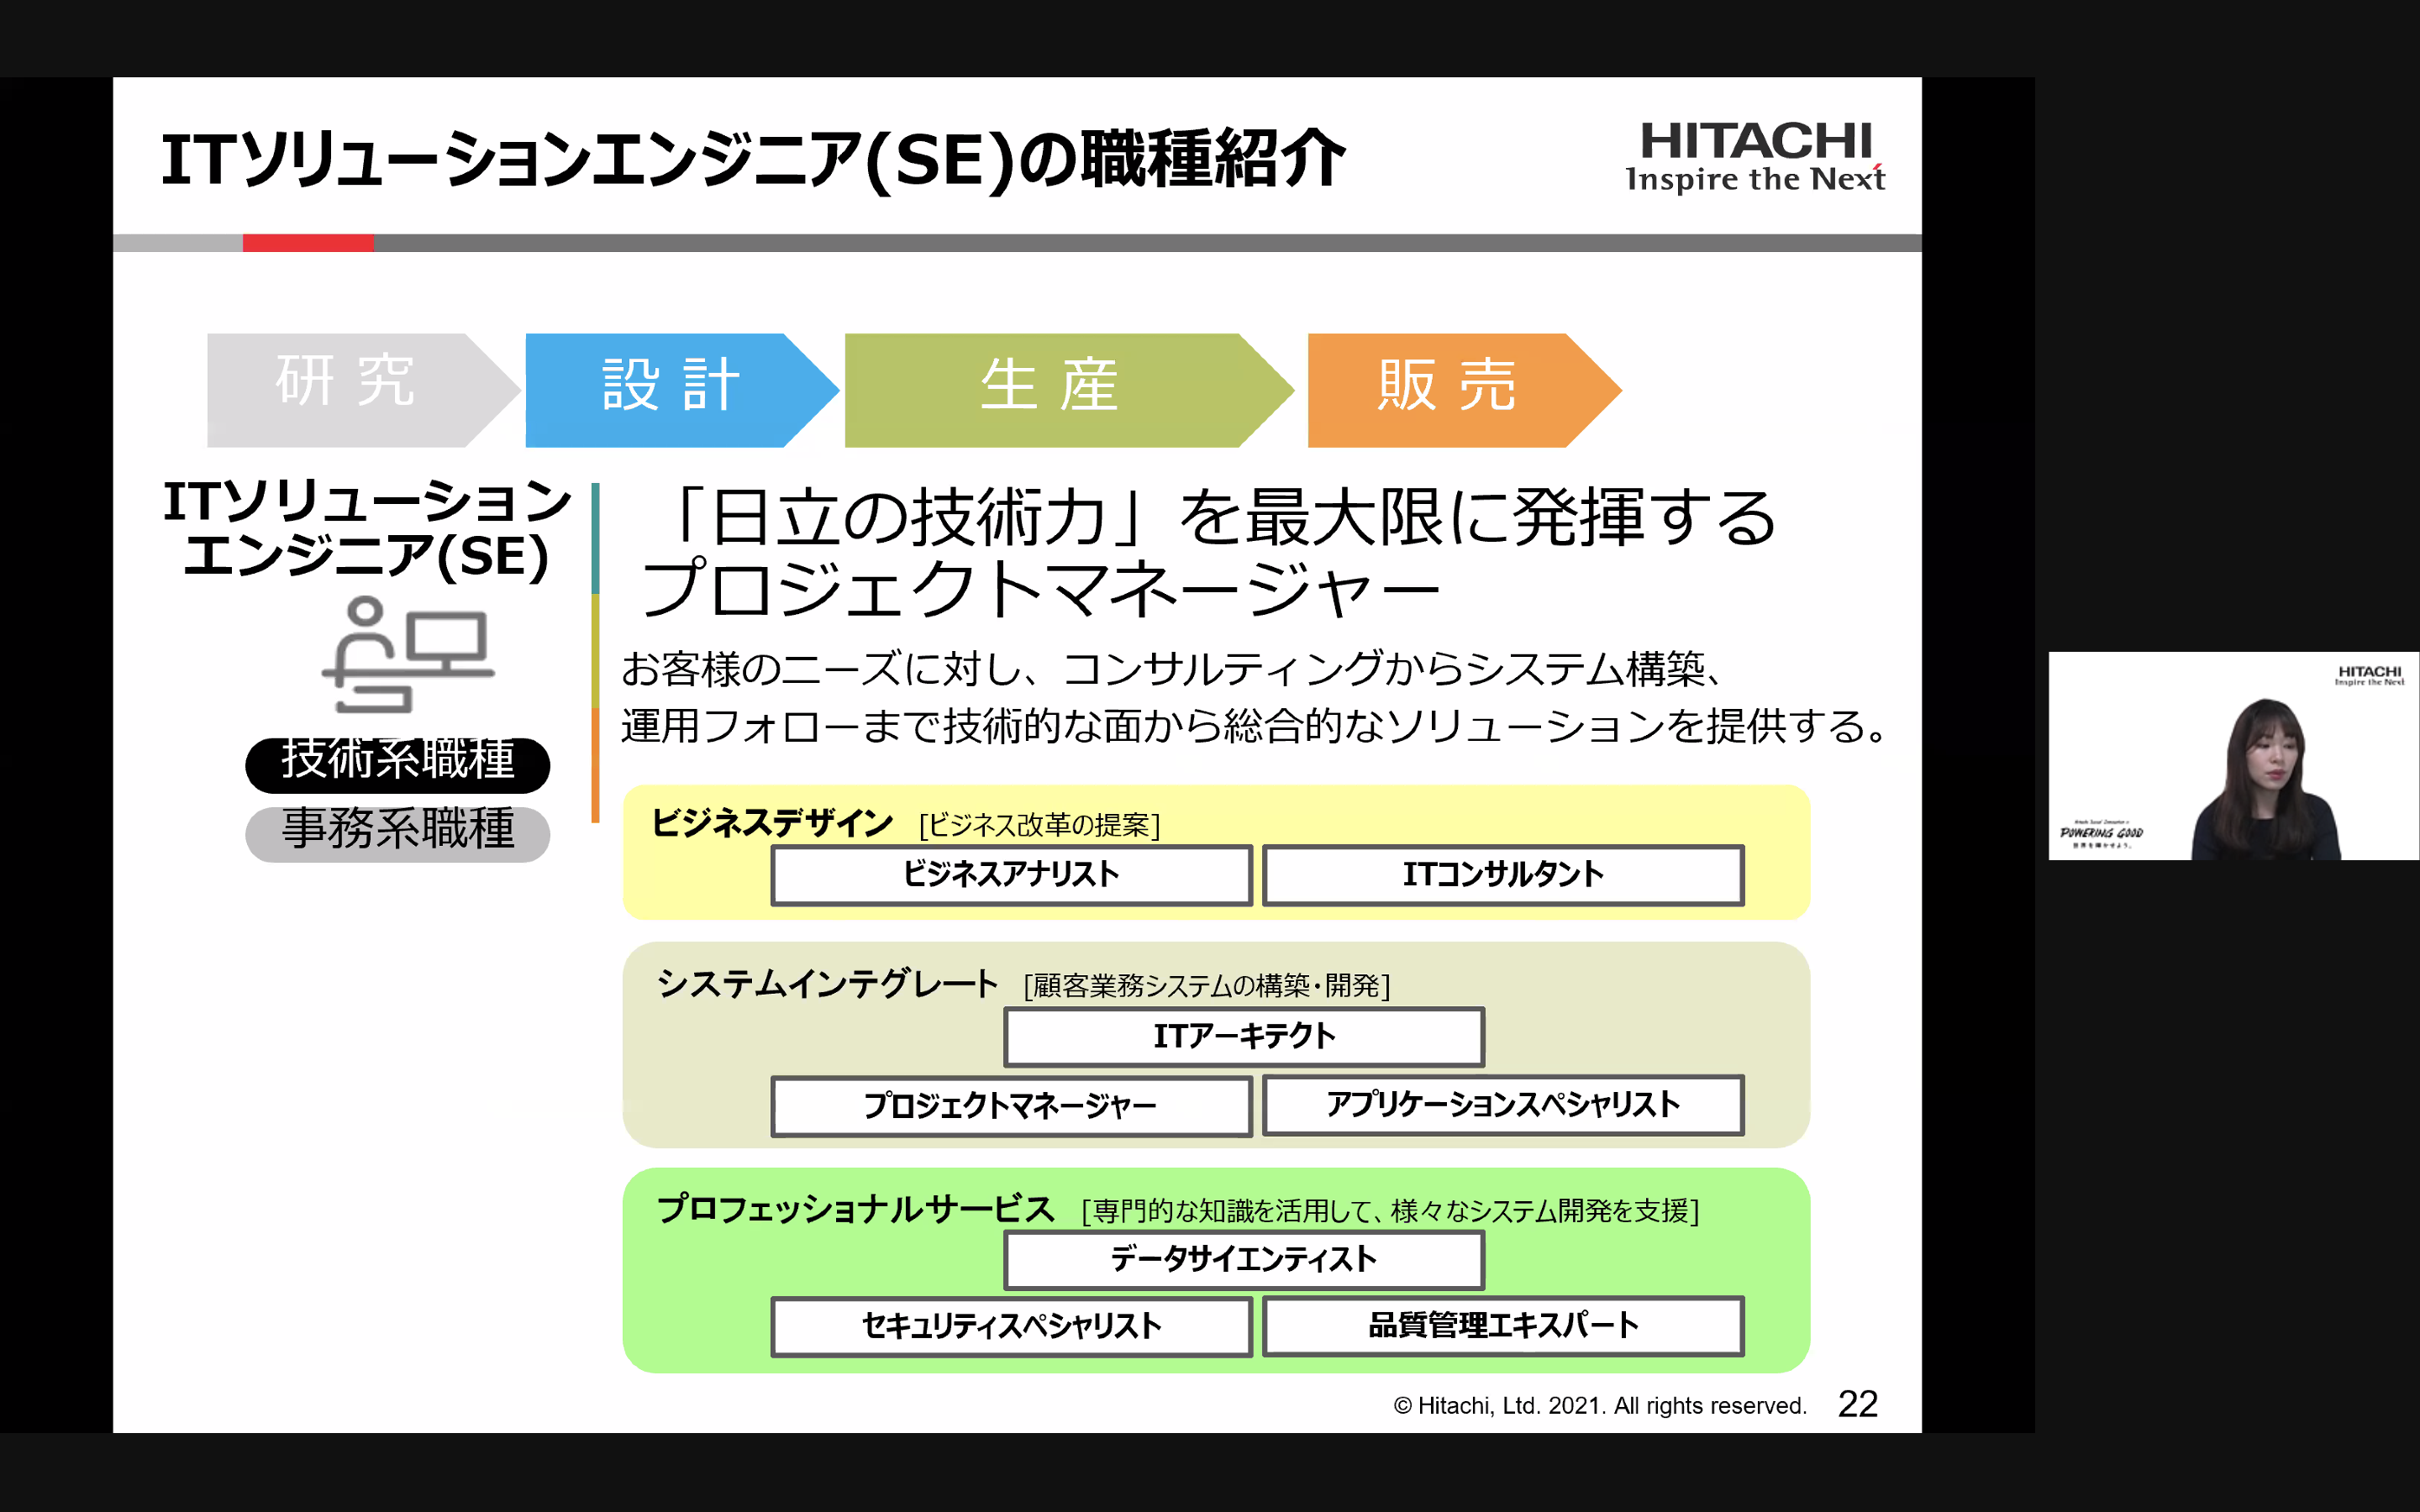 ITソリューションエンジニア(SE)の職種紹介
HITACHI
Inspire the Next
研 究
設 計
生 産
販 売
ITソリューション
エンジニア(SE)
技術系職種
事務系職種
「日立の技術力」を最大限に発揮する
プロジェクトマネージャー
お客様のニーズに対し、コンサルティングからシステム構築、
運用フォローまで技術的な面から総合的なソリューションを提供する。
ビジネスデザイン [ビジネス改革の提案]
ビジネスアナリスト
ITコンサルタント
システムインテグレート [顧客業務システムの構築・開発]
ITアーキテクト
プロジェクトマネージャー
アプリケーションスペシャリスト
プロフェッショナルサービス [専門的な知識を活用して、様々なシステム開発を支援]
データサイエンティスト
セキュリティスペシャリスト
品質管理エキスパート
© Hitachi, Ltd. 2021. All rights reserved. 22
HITACHI
Inspire the Next
POWERING GOOD
世界を輝かせよう。